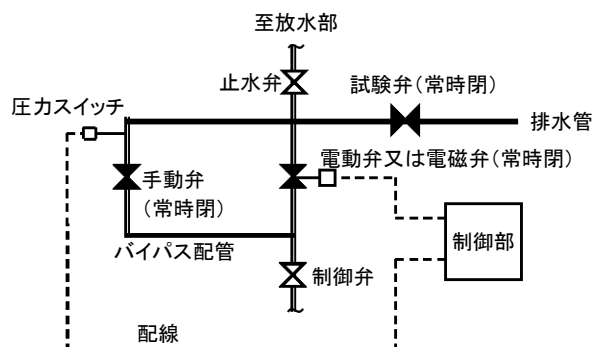 至放水部
止水弁
試験弁(常時閉)
圧力スイッチ
排水管
電動弁又は電磁弁(常時閉)
手動弁
(常時閉)
制御部
バイパス配管
制御弁
配線